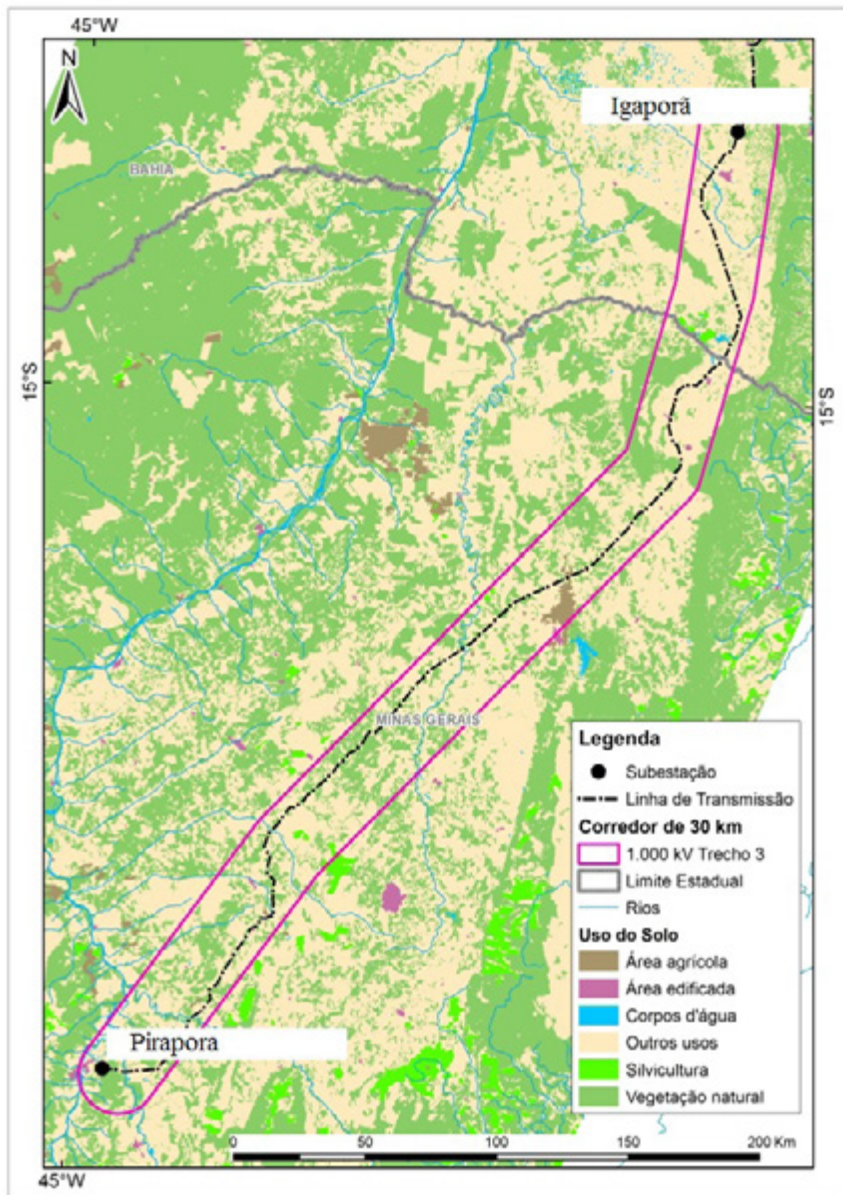 45°W
N
Igaporã
BAHIA
15°S
15°S
MINAS GERAIS
Legenda
Subestação
Linha de Transmissão
Corredor de 30 km
1.000 kV Trecho 3
Limite Estadual
Rios
Uso do Solo
Área agrícola
Área edificada
Corpos d'água
Outros usos
Silvicultura
Vegetação natural
Pirapora
0 50 100 150 200 Km
45°W